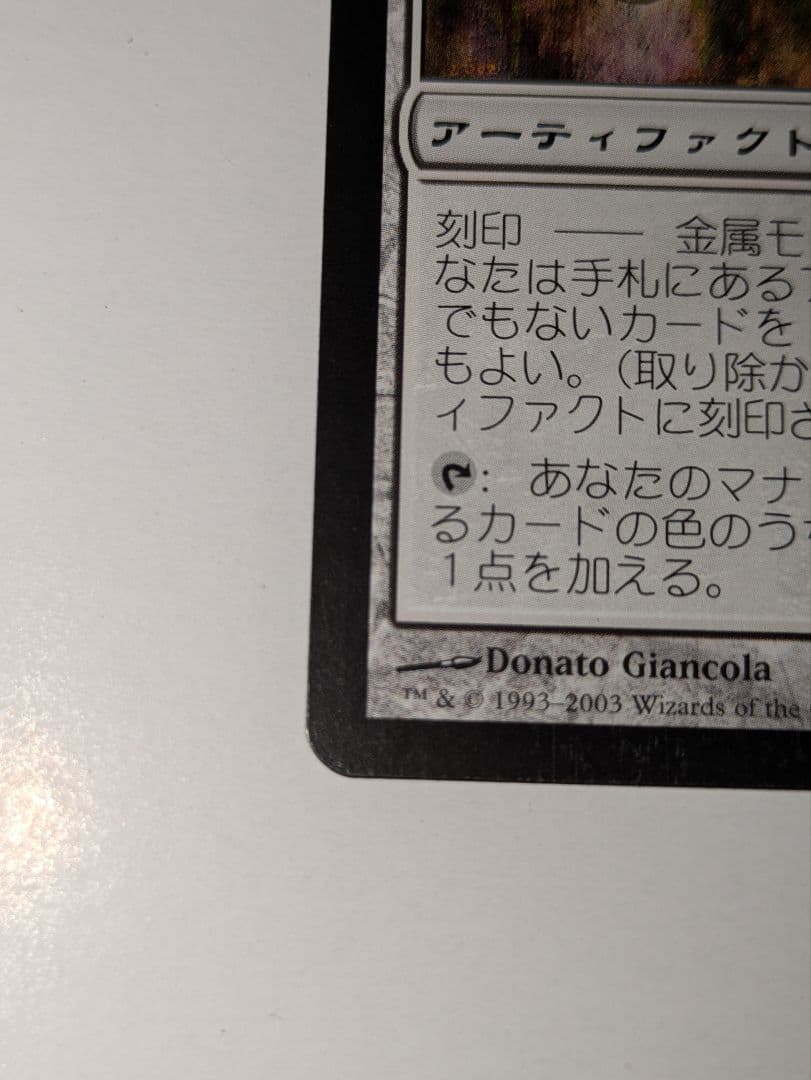 アーティファクト
刻印 ―― 金属モ
なたは手札にある
でもないカードを
もよい。（取り除か
ィファクトに刻印さ
: あなたのマナ
るカードの色のう
１点を加える。
Donato Giancola
™ & © 1993–2003 Wizards of the